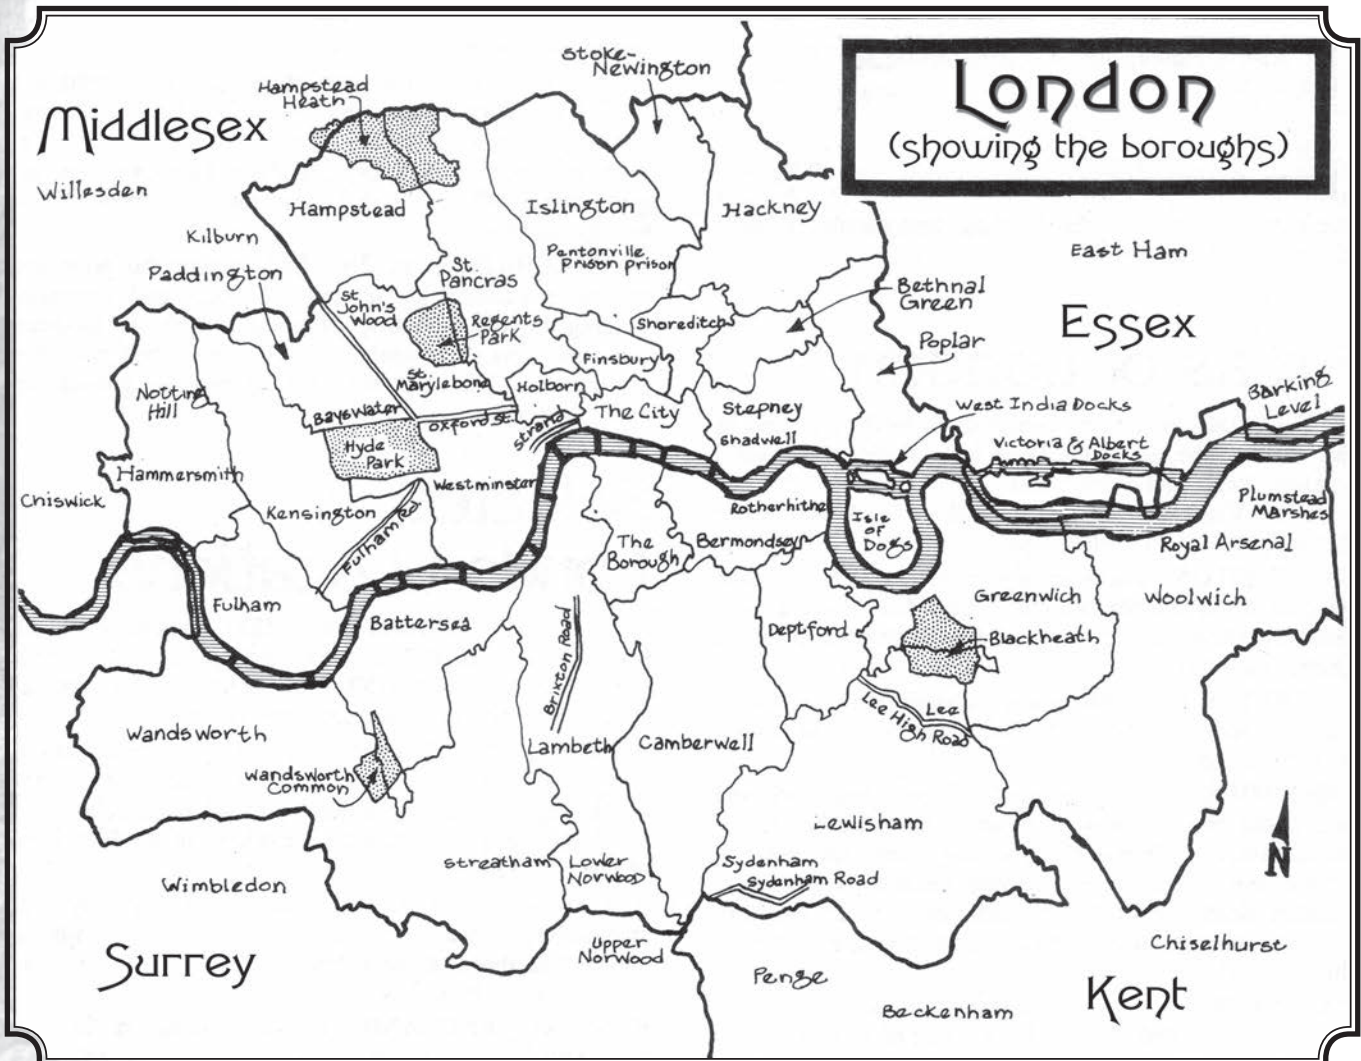 London
(showing the boroughs)
Stoke-
Newington
Hampstead
Heath
Middlesex
Willesden
Hampstead
Islington
Hackney
Kilburn
Pentonville
Prison prison
East Ham
Paddington
St.
Pancras
Bethnal
Green
St
John's
Wood
Regents
Park
Shoreditch
Essex
Poplar
Finsbury
St.
Marylebone
Holborn
Notting
Hill
Bayswater
Oxford St.
Strand
The City
Stepney
West India Docks
Barking
Level
Shadwell
Victoria & Albert
Docks
Hyde
Park
Hammersmith
Westminster
Chiswick
Kensington
Fulham Rd.
Rotherhithe
Isle
of
Dogs
Plumstead
Marshes
The
Borough
Bermondsey
Royal Arsenal
Fulham
Battersea
Greenwich
Woolwich
Brixton Road
Deptford
Blackheath
Lee
Lee High Road
Wandsworth
Lambeth
Camberwell
Wandsworth
Common
Lewisham
Streatham
Lower
Norwood
Sydenham
Sydenham Road
N
Wimbledon
Surrey
Upper
Norwood
Penge
Chiselhurst
Kent
Beckenham